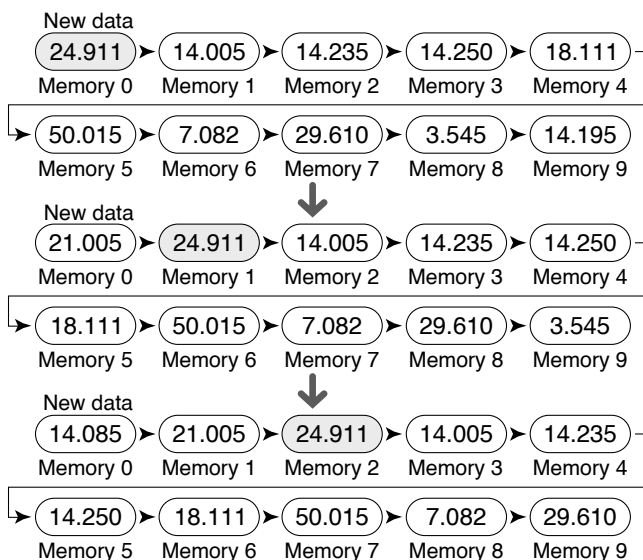 New data
24.911 14.005 14.235 14.250 18.111
Memory 0 Memory 1 Memory 2 Memory 3 Memory 4
50.015 7.082 29.610 3.545 14.195
Memory 5 Memory 6 Memory 7 Memory 8 Memory 9
New data
21.005 24.911 14.005 14.235 14.250
Memory 0 Memory 1 Memory 2 Memory 3 Memory 4
18.111 50.015 7.082 29.610 3.545
Memory 5 Memory 6 Memory 7 Memory 8 Memory 9
New data
14.085 21.005 24.911 14.005 14.235
Memory 0 Memory 1 Memory 2 Memory 3 Memory 4
14.250 18.111 50.015 7.082 29.610
Memory 5 Memory 6 Memory 7 Memory 8 Memory 9